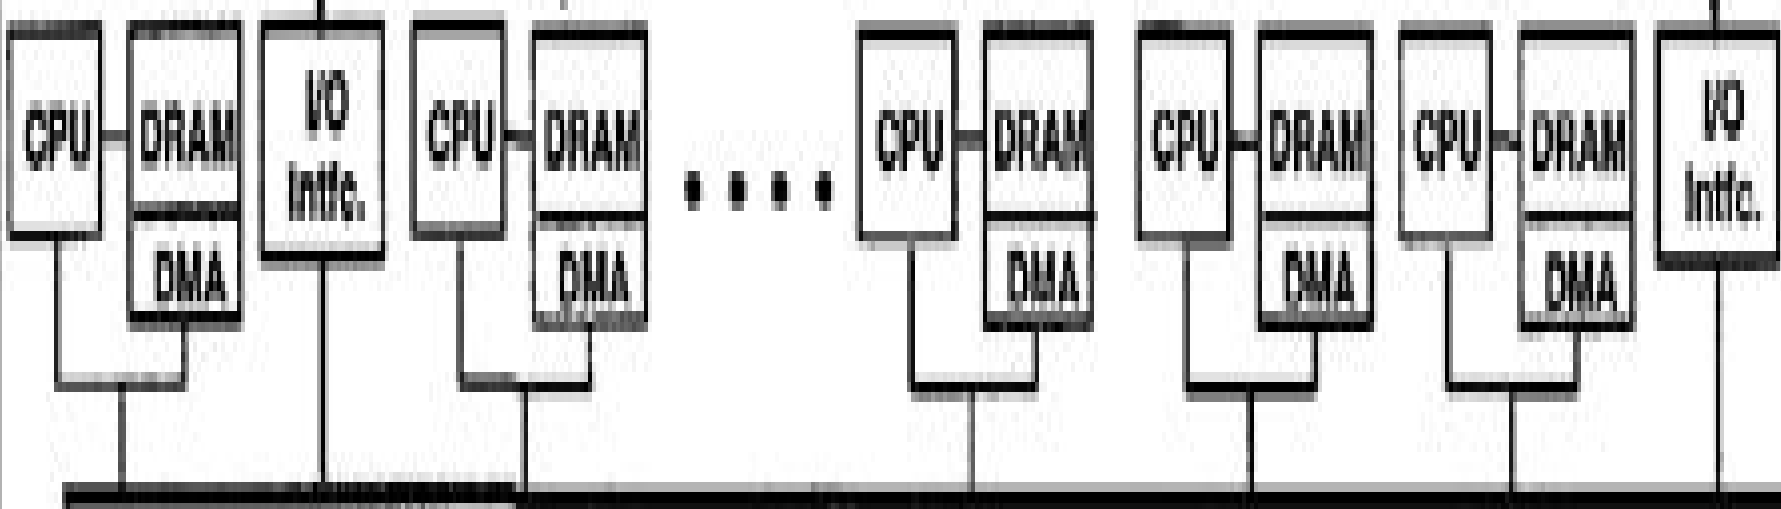 CPU
DRAM
DMA
I/O
Intfc.
CPU
DRAM
DMA
CPU
DRAM
DMA
CPU
DRAM
DMA
CPU
DRAM
DMA
I/O
Intfc.